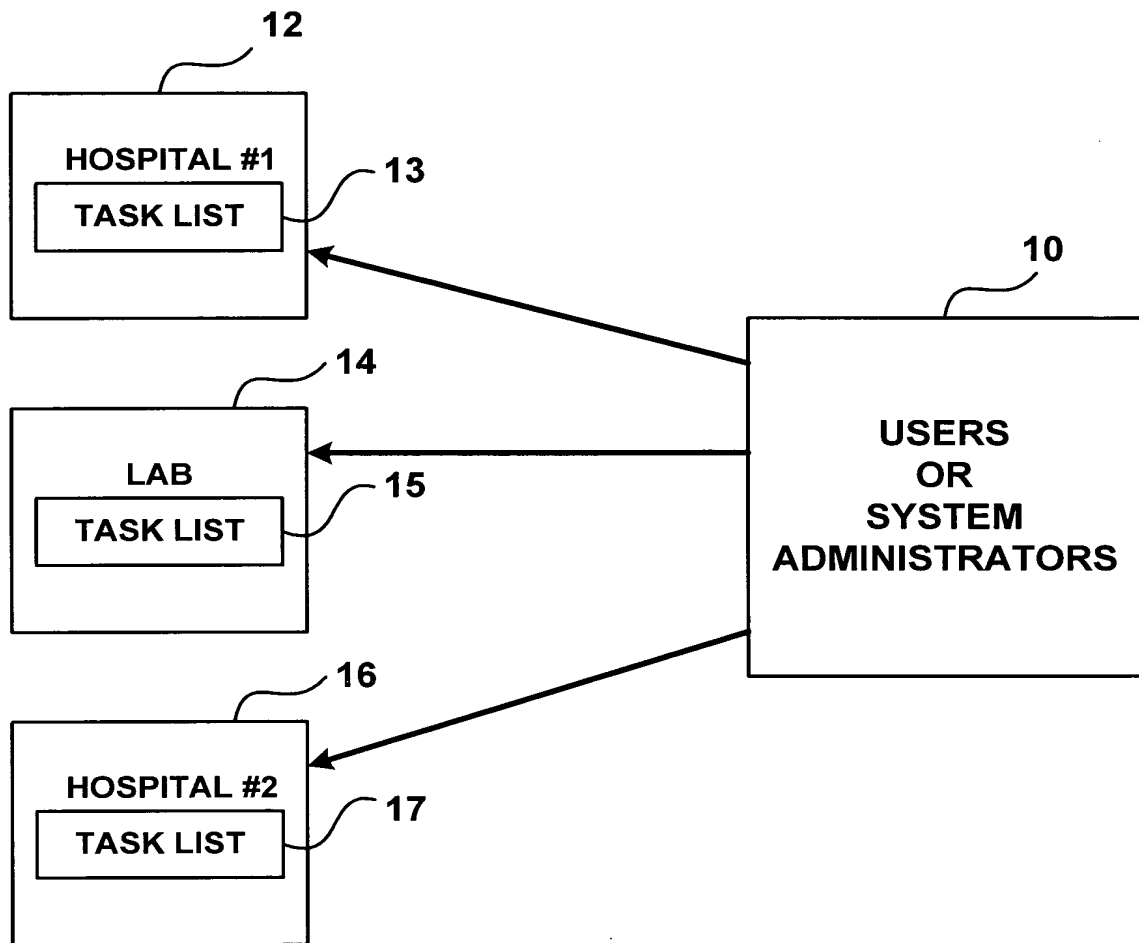 12
HOSPITAL #1
TASK LIST
13
10
14
LAB
TASK LIST
15
USERS
OR
SYSTEM
ADMINISTRATORS
16
HOSPITAL #2
TASK LIST
17